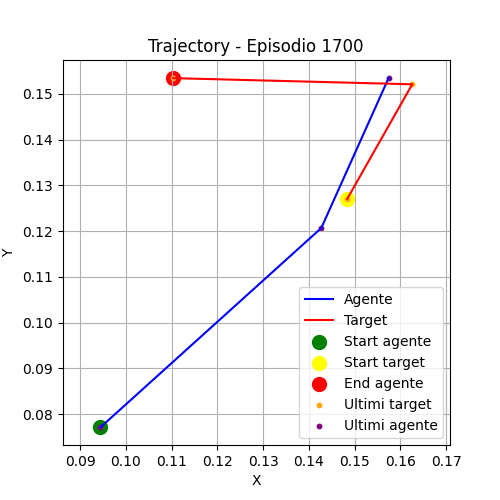 Trajectory - Episodio 1700
Y
0.15
0.14
0.13
0.12
0.11
0.10
0.09
0.08
Agente
Target
Start agente
Start target
End agente
Ultimi target
Ultimi agente
0.09 0.10 0.11 0.12 0.13 0.14 0.15 0.16 0.17
X